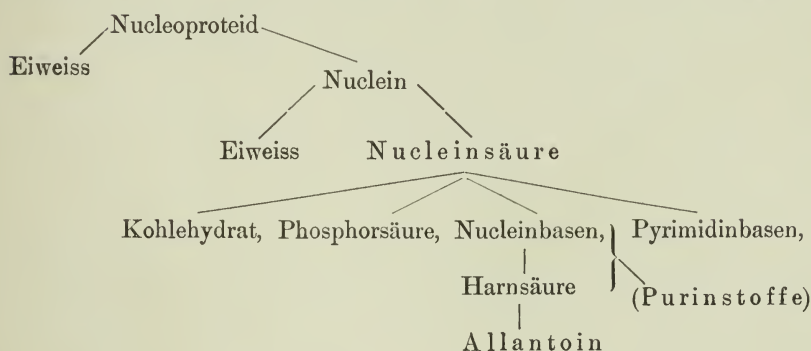 Nucleoproteid
Eiweiss
Nuclein
Eiweiss Nucleinsäure
Kohlehydrat, Phosphorsäure, Nucleinbasen, Pyrimidinbasen,
Harnsäure
(Purinstoffe)
Allantoin